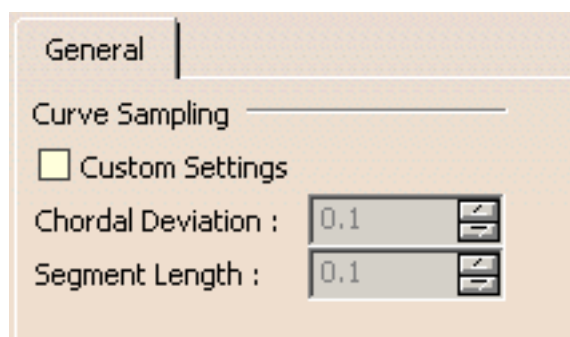 General
Curve Sampling
Custom Settings
Chordal Deviation : 0.1
Segment Length : 0.1